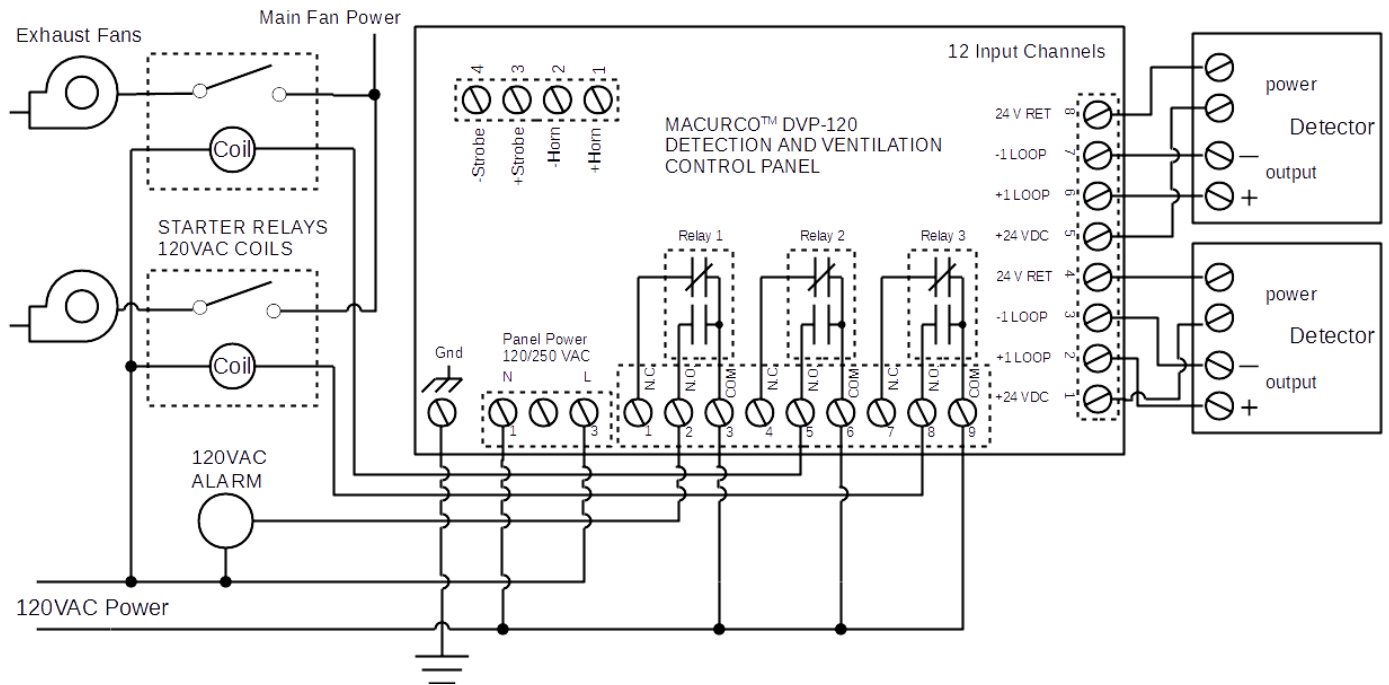 Main Fan Power
Exhaust Fans
Coil
STARTER RELAYS
120VAC COILS
Coil
120VAC
ALARM
120VAC Power
4
3
2
1
-Strobe
+Strobe
-Horn
+Horn
MACURCO™ DVP-120
DETECTION AND VENTILATION
CONTROL PANEL
12 Input Channels
Relay 1
Relay 2
Relay 3
Gnd
Panel Power
120/250 VAC
N
L
1
3
N.C.
N.O.
COM
N.C.
N.O.
COM
N.C.
N.O.
COM
1
2
3
4
5
6
7
8
9
24 V RET 8
-1 LOOP 7
+1 LOOP 6
+24 VDC 5
24 V RET 4
-1 LOOP 3
+1 LOOP 2
+24 VDC 1
power
Detector
—
output
+
power
Detector
—
output
+